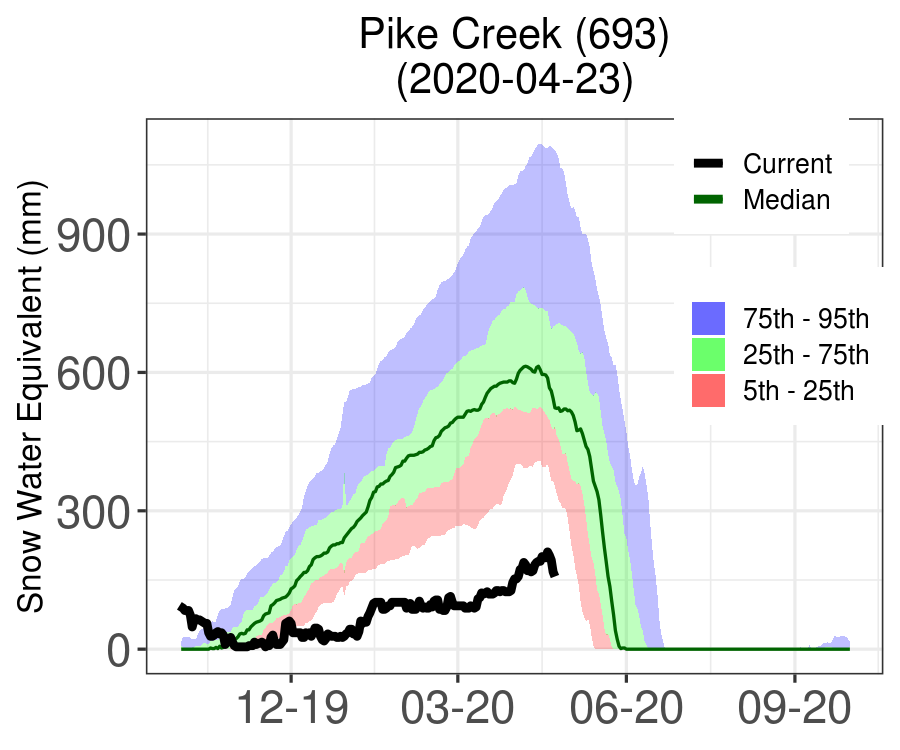 Pike Creek (693)
(2020-04-23)
Snow Water Equivalent (mm)
900
600
300
0
12-19
03-20
06-20
09-20
Current
Median
75th - 95th
25th - 75th
5th - 25th